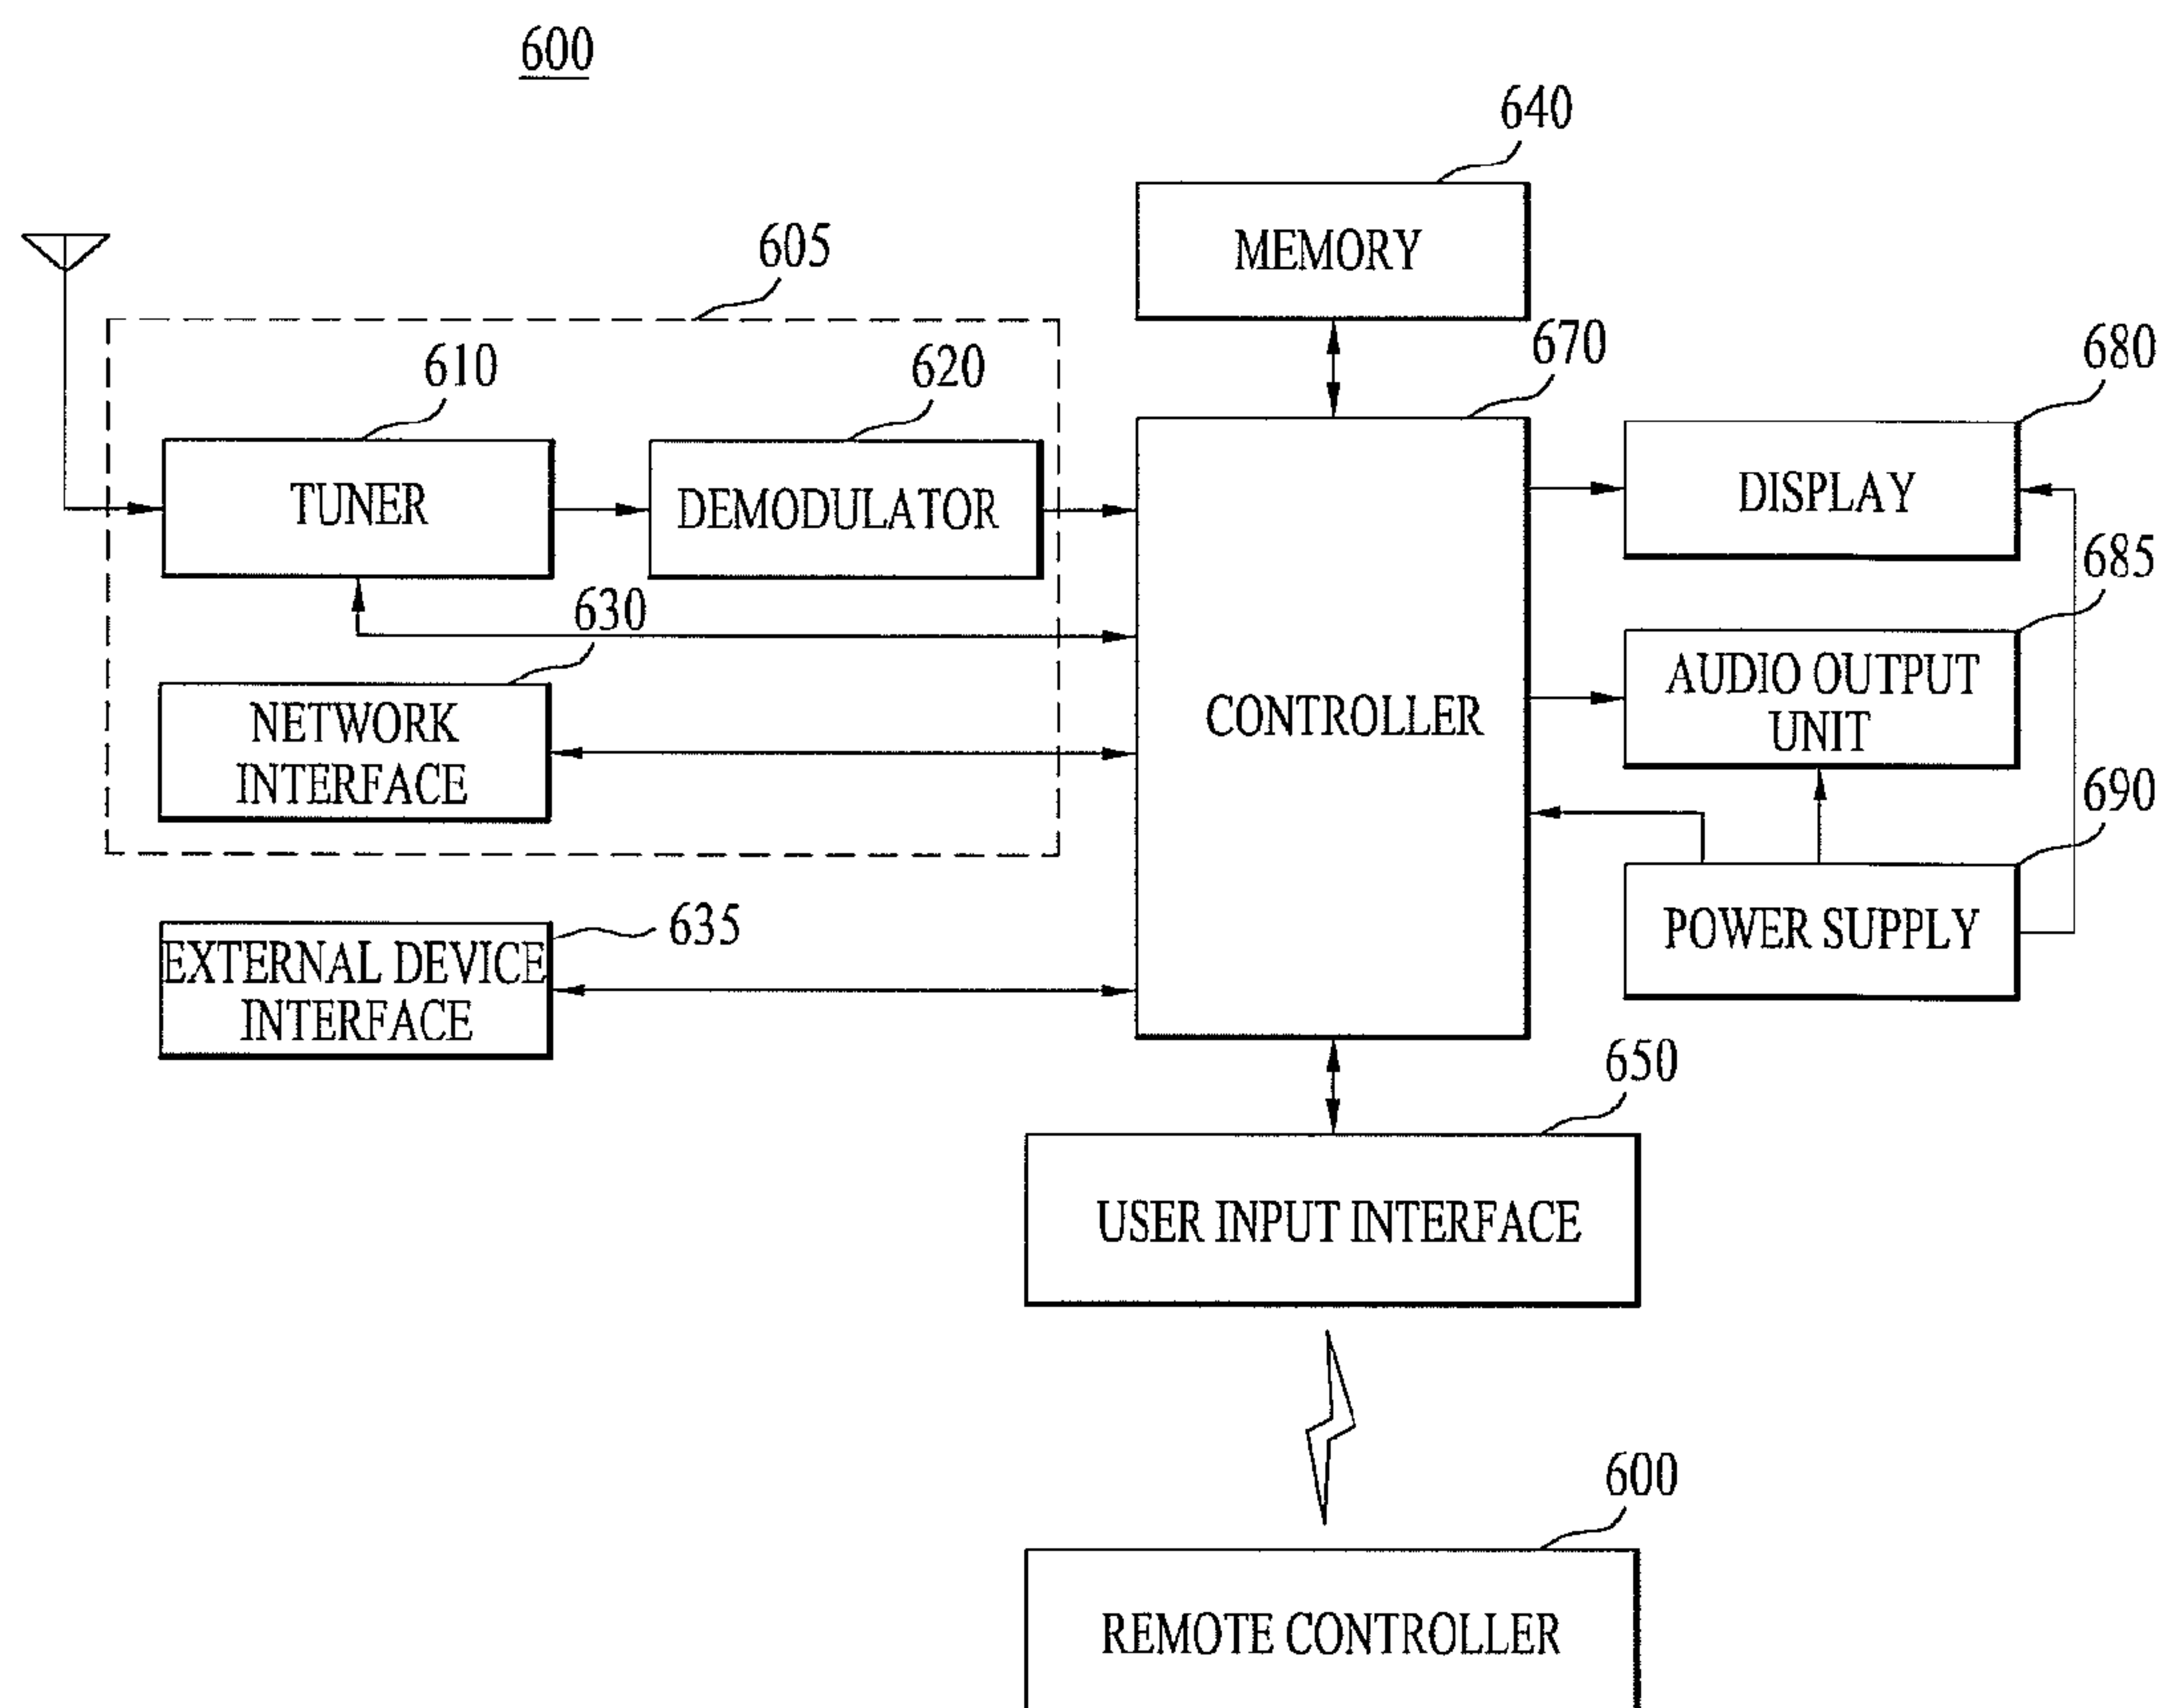 600
640
MEMORY
605
670
680
610
620
TUNER
DEMODULATOR
DISPLAY
685
630
NETWORK
INTERFACE
CONTROLLER
AUDIO OUTPUT
UNIT
690
635
EXTERNAL DEVICE
INTERFACE
POWER SUPPLY
650
USER INPUT INTERFACE
600
REMOTE CONTROLLER